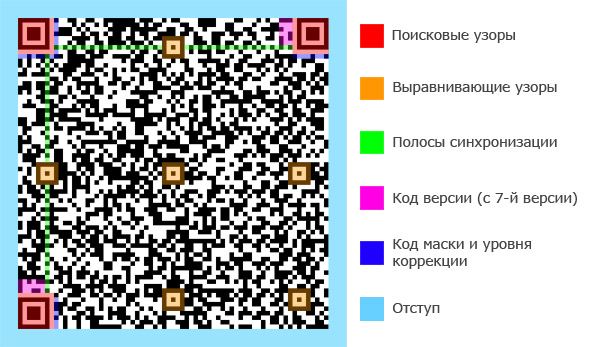 Поисковые узоры
Выравнивающие узоры
Полосы синхронизации
Код версии (с 7-й версии)
Код маски и уровня
коррекции
Отступ